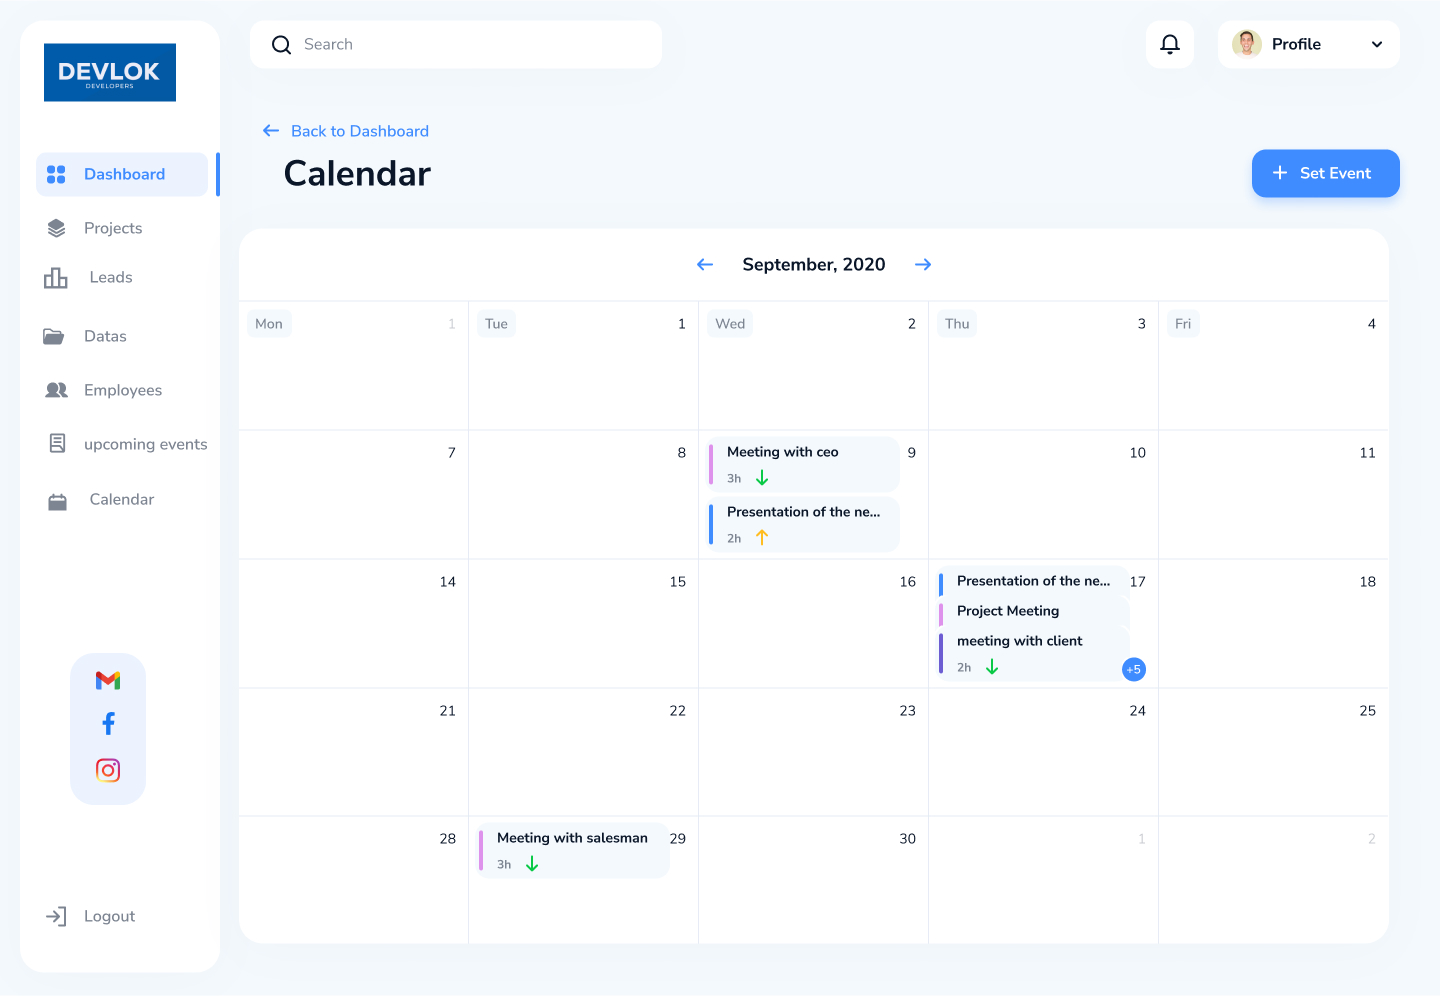 DEVLOK
DEVELOPERS
Search
Profile
Back to Dashboard
Calendar
Set Event
Dashboard
Projects
Leads
Datas
Employees
upcoming events
Calendar
Logout
September, 2020
Mon 1 Tue 1 Wed 2 Thu 3 Fri 4
7 8 9 10 11
Meeting with ceo
3h
Presentation of the ne...
2h
14 15 16 17 18
Presentation of the ne...
Project Meeting
meeting with client
2h
+5
21 22 23 24 25
28 29 30 1 2
Meeting with salesman
3h